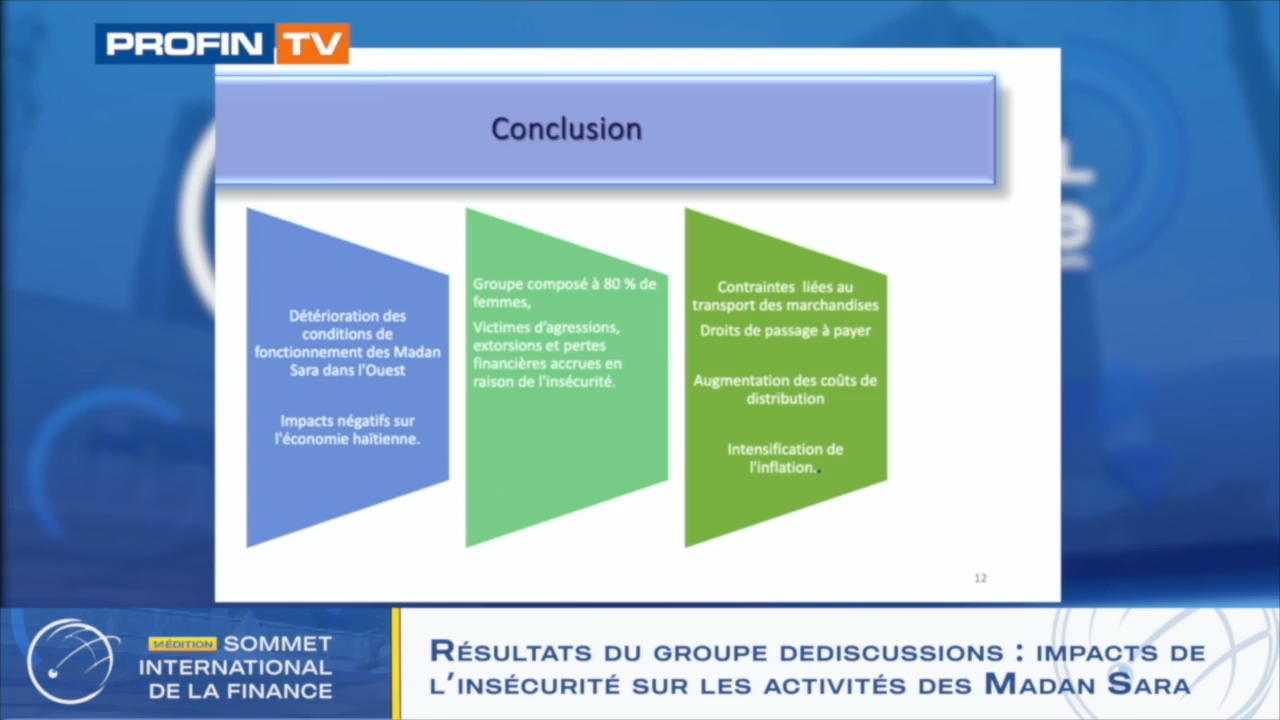 PROFIN TV
Conclusion
Détérioration des
conditions de
fonctionnement des Madan
Sara dans l'Ouest
Impacts négatifs sur
l'économie haïtienne.
Groupe composé à 80 % de
femmes,
Victimes d'agressions,
extorsions et pertes
financières accrues en
raison de l'insécurité.
Contraintes liées au
transport des marchandises
Droits de passage à payer
Augmentation des coûts de
distribution
Intensification de
l'inflation..
12
14 ÉDITION SOMMET
INTERNATIONAL
DE LA FINANCE
RÉSULTATS DU GROUPE DEDISCUSSIONS : IMPACTS DE
L'INSÉCURITÉ SUR LES ACTIVITÉS DES MADAN SARA